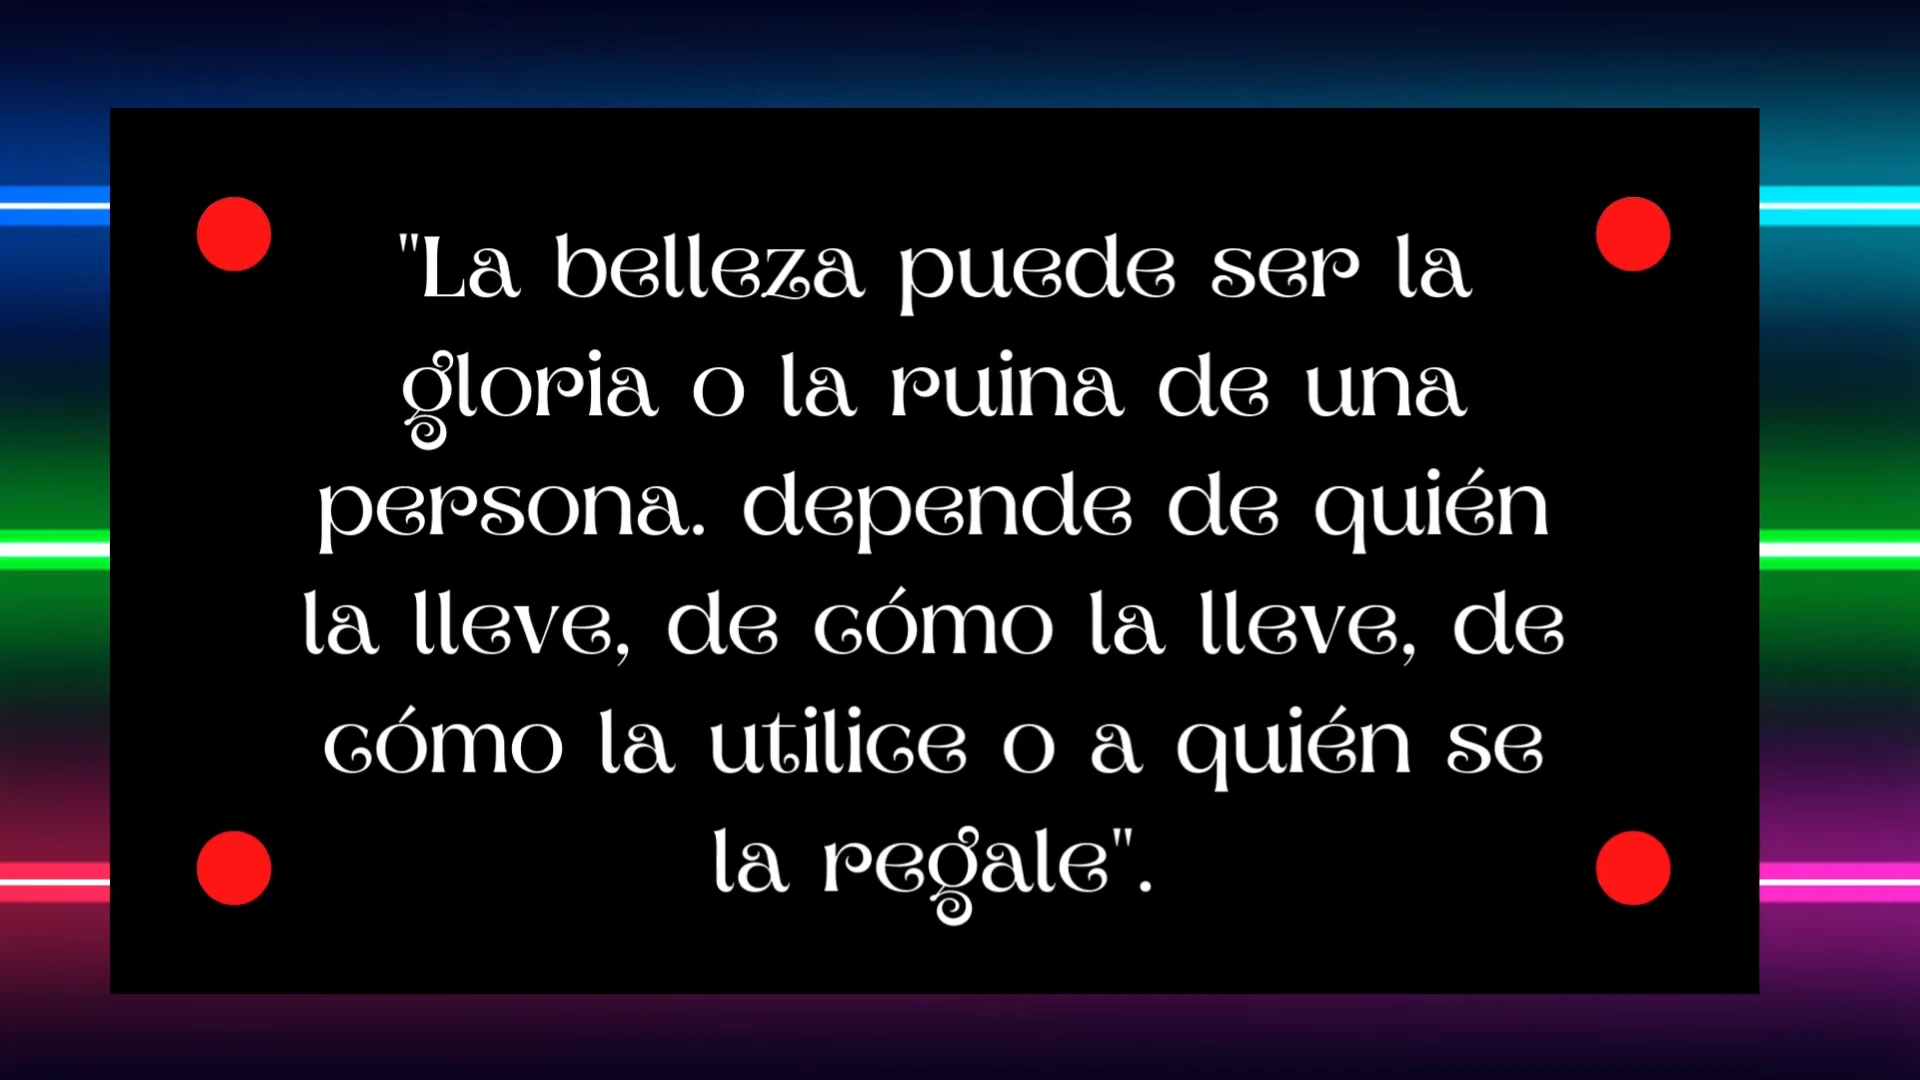 "La belleza puede ser la
gloria o la ruina de una
persona. depende de quién
la lleve, de cómo la lleve, de
cómo la utilice o a quién se
la regale".